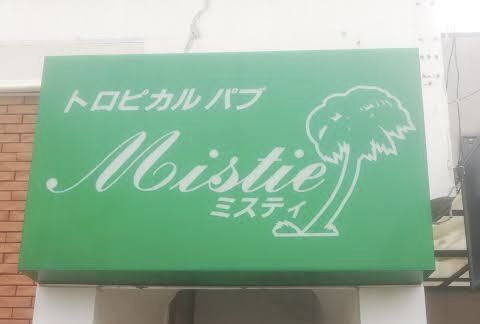 トロピカル パブ
Mistie
ミスティ